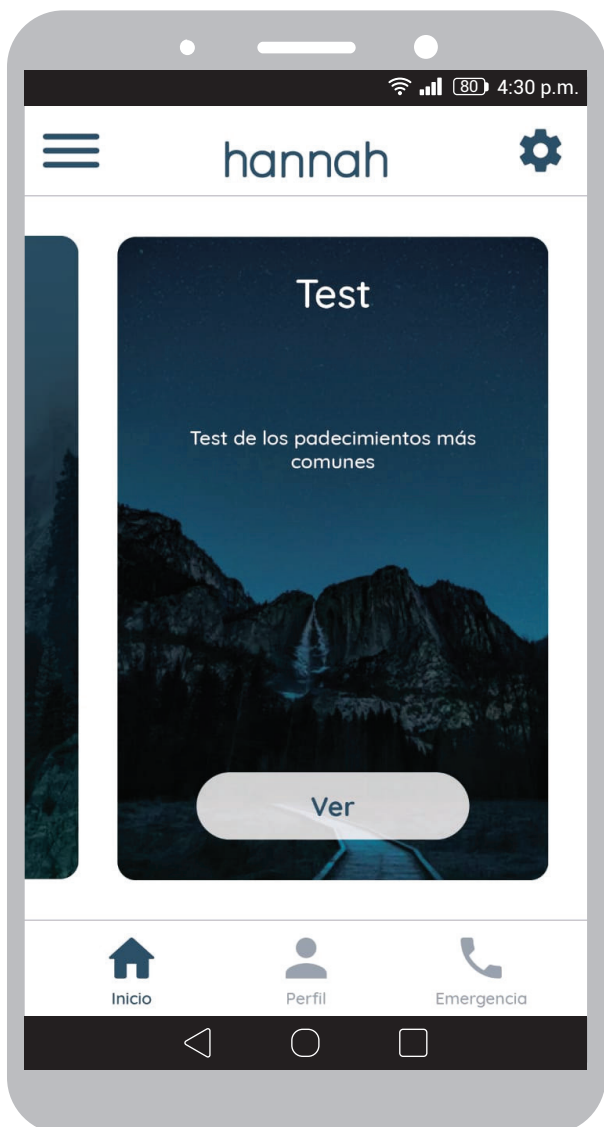 80 4:30 p.m.
hannah
Test
Test de los padecimientos más
comunes
Ver
Inicio Perfil Emergencia